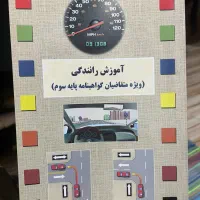 آموزش رانندگی
(ویژه متقاضیان گواهینامه پایه سوم)